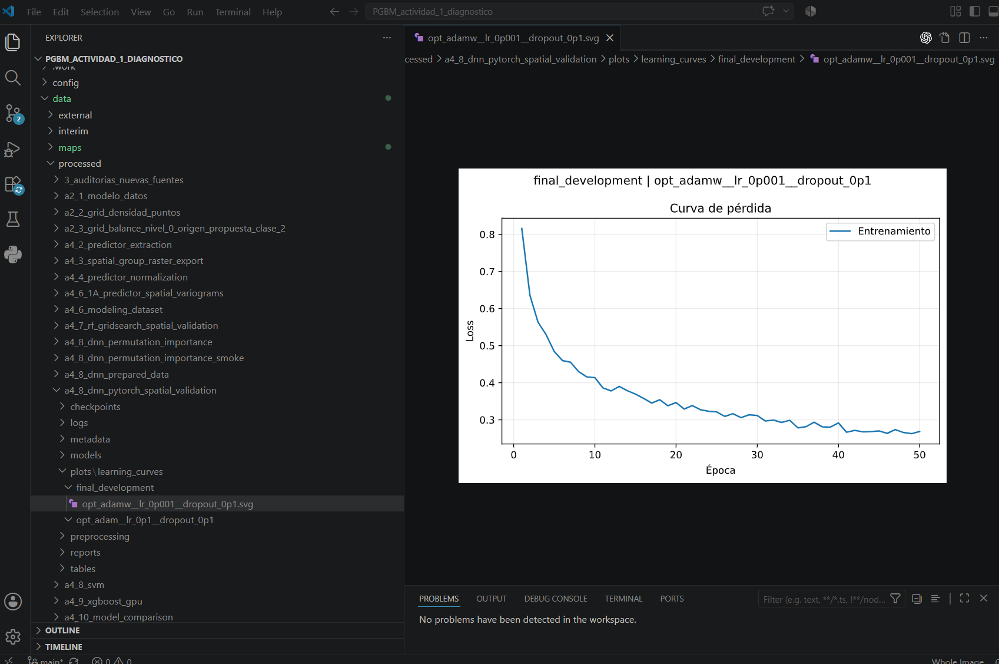 File Edit Selection View Go Run Terminal Help
PGBM_actividad_1_diagnostico
EXPLORER
PGBM_ACTIVIDAD_1_DIAGNOSTICO
.work
config
data
external
interim
maps
processed
3_auditorias_nuevas_fuentes
a2_1_modelo_datos
a2_2_grid_densidad_puntos
a2_3_grid_balance_nivel_0_origen_propuesta_clase_2
a4_2_predictor_extraction
a4_3_spatial_group_raster_export
a4_4_predictor_normalization
a4_6_1A_predictor_spatial_variograms
a4_6_modeling_dataset
a4_7_rf_gridsearch_spatial_validation
a4_8_dnn_permutation_importance
a4_8_dnn_permutation_importance_smoke
a4_8_dnn_prepared_data
a4_8_dnn_pytorch_spatial_validation
checkpoints
logs
metadata
models
plots\learning_curves
final_development
opt_adamw__lr_0p001__dropout_0p1.svg
opt_adam__lr_0p1__dropout_0p1
preprocessing
reports
tables
a4_8_svm
a4_9_xgboost_gpu
a4_10_model_comparison
OUTLINE
TIMELINE
2
opt_adamw__lr_0p001__dropout_0p1.svg
cessed > a4_8_dnn_pytorch_spatial_validation > plots > learning_curves > final_development > opt_adamw__lr_0p001__dropout_0p1.svg
final_development | opt_adamw__lr_0p001__dropout_0p1
Curva de pérdida
Entrenamiento
0.8
0.7
0.6
0.5
0.4
0.3
Loss
0 10 20 30 40 50
Época
PROBLEMS OUTPUT DEBUG CONSOLE TERMINAL PORTS
Filter (e.g. text, **/*.ts, !**/nod...
No problems have been detected in the workspace.
main* 0 0
Whole Image